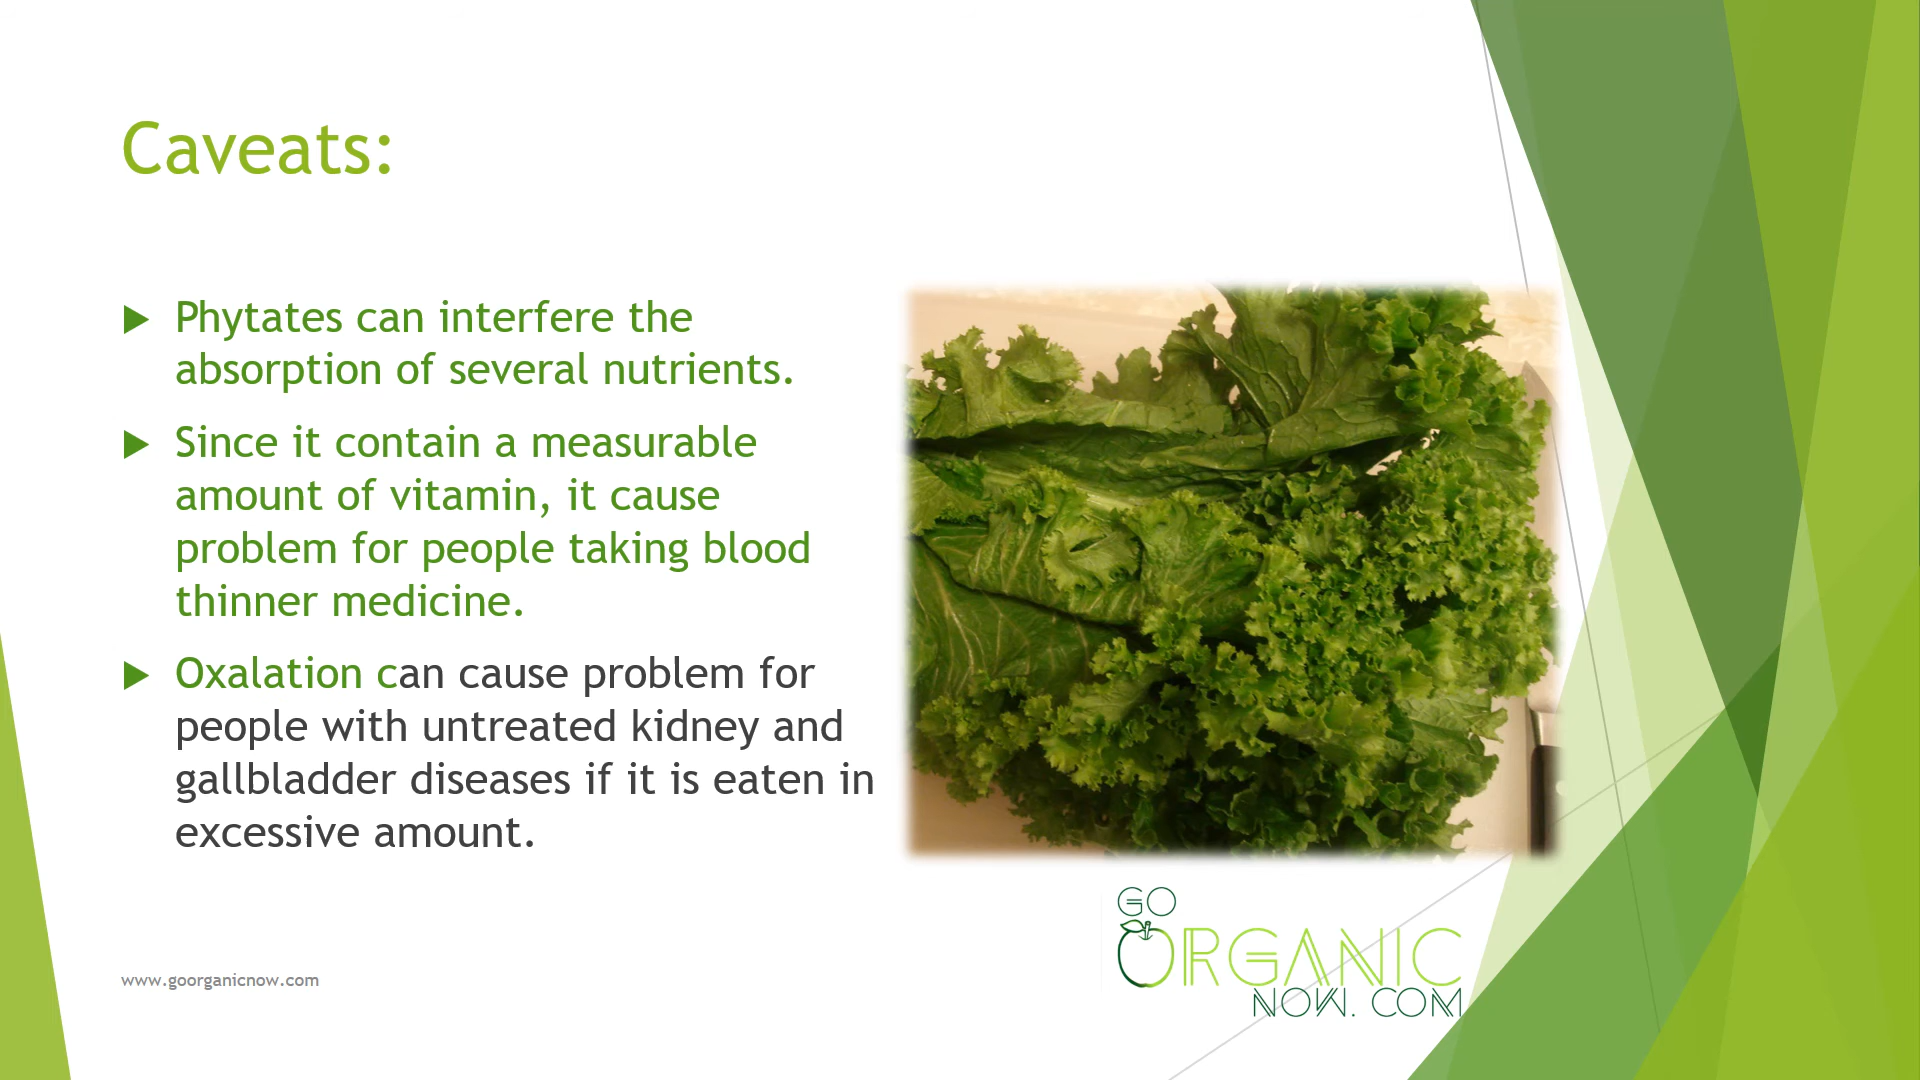 Caveats:
Phytates can interfere the
absorption of several nutrients.
Since it contain a measurable
amount of vitamin, it cause
problem for people taking blood
thinner medicine.
Oxalation can cause problem for
people with untreated kidney and
gallbladder diseases if it is eaten in
excessive amount.
www.goorganicnow.com
GO
ORGANIC
NOW. COM